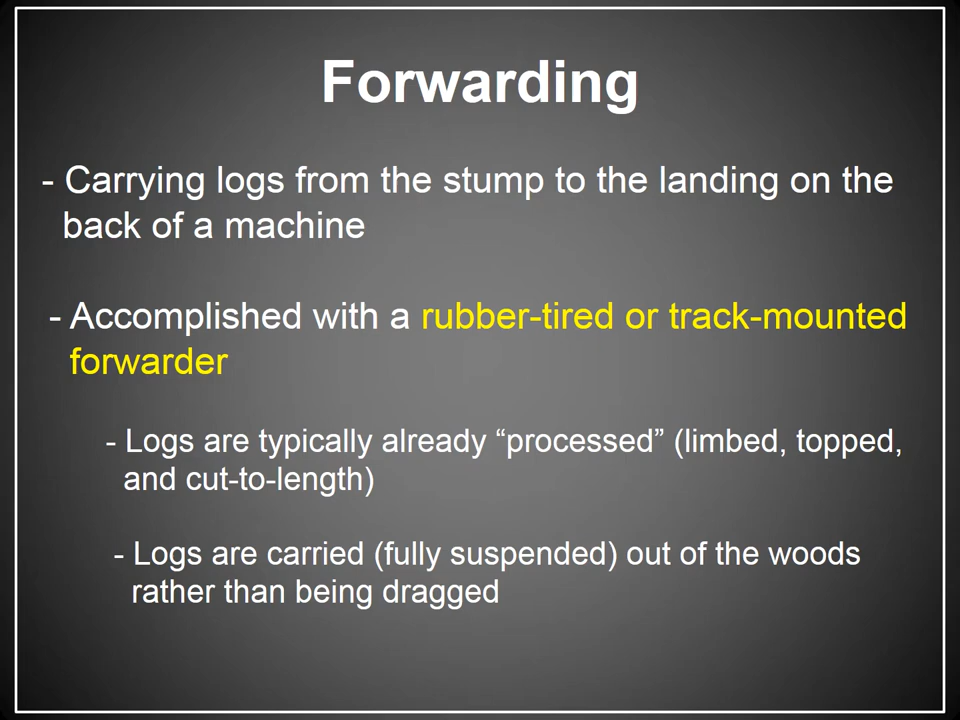 Forwarding
- Carrying logs from the stump to the landing on the
back of a machine
- Accomplished with a rubber-tired or track-mounted
forwarder
- Logs are typically already “processed” (limbed, topped,
and cut-to-length)
- Logs are carried (fully suspended) out of the woods
rather than being dragged